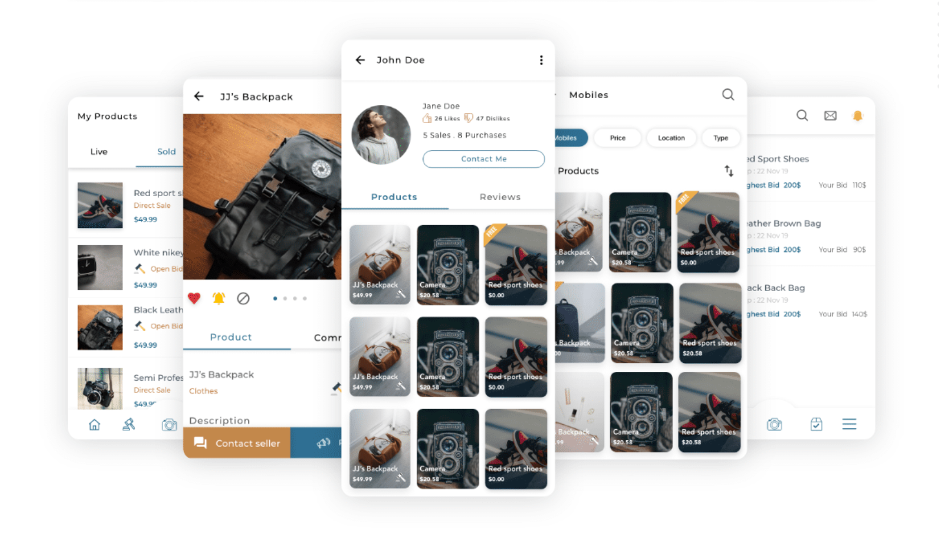 My Products
Live
Sold
Red sport s
Direct Sale
$49.99
White nikey
Open Bid
$49.99
Black Leath
Open Bid
$49.99
Semi Profes
Direct Sale
$49.9
JJ's Backpack
Product
Comm
JJ's Backpack
Clothes
Description
Contact seller
John Doe
Jane Doe
26 Likes 47 Dislikes
5 Sales . 8 Purchases
Contact Me
Products Reviews
JJ's Backpack Camera Red sport shoes
$49.99 $20.58 $0.00
JJ's Backpack Camera Red sport shoes
$49.99 $20.58 $0.00
JJ's Backpack Camera Red sport shoes
$49.99 $20.58 $0.00
Mobiles
Mobiles Price Location Type
Products
FREE
s Backpack Camera Red sport shoes
.99 $20.58 $0.00
s Backpack Camera Red sport shoes
00 $20.58 $20.58
Backpack Camera Red sport shoes
$20.58 $20.58
ed Sport Shoes
p : 22 Nov 19
ghest Bid 200$ Your Bid 110$
eather Brown Bag
p : 22 Nov 19
ghest Bid 200$ Your Bid 90$
ack Back Bag
p : 22 Nov 19
ghest Bid 200$ Your Bid 140$